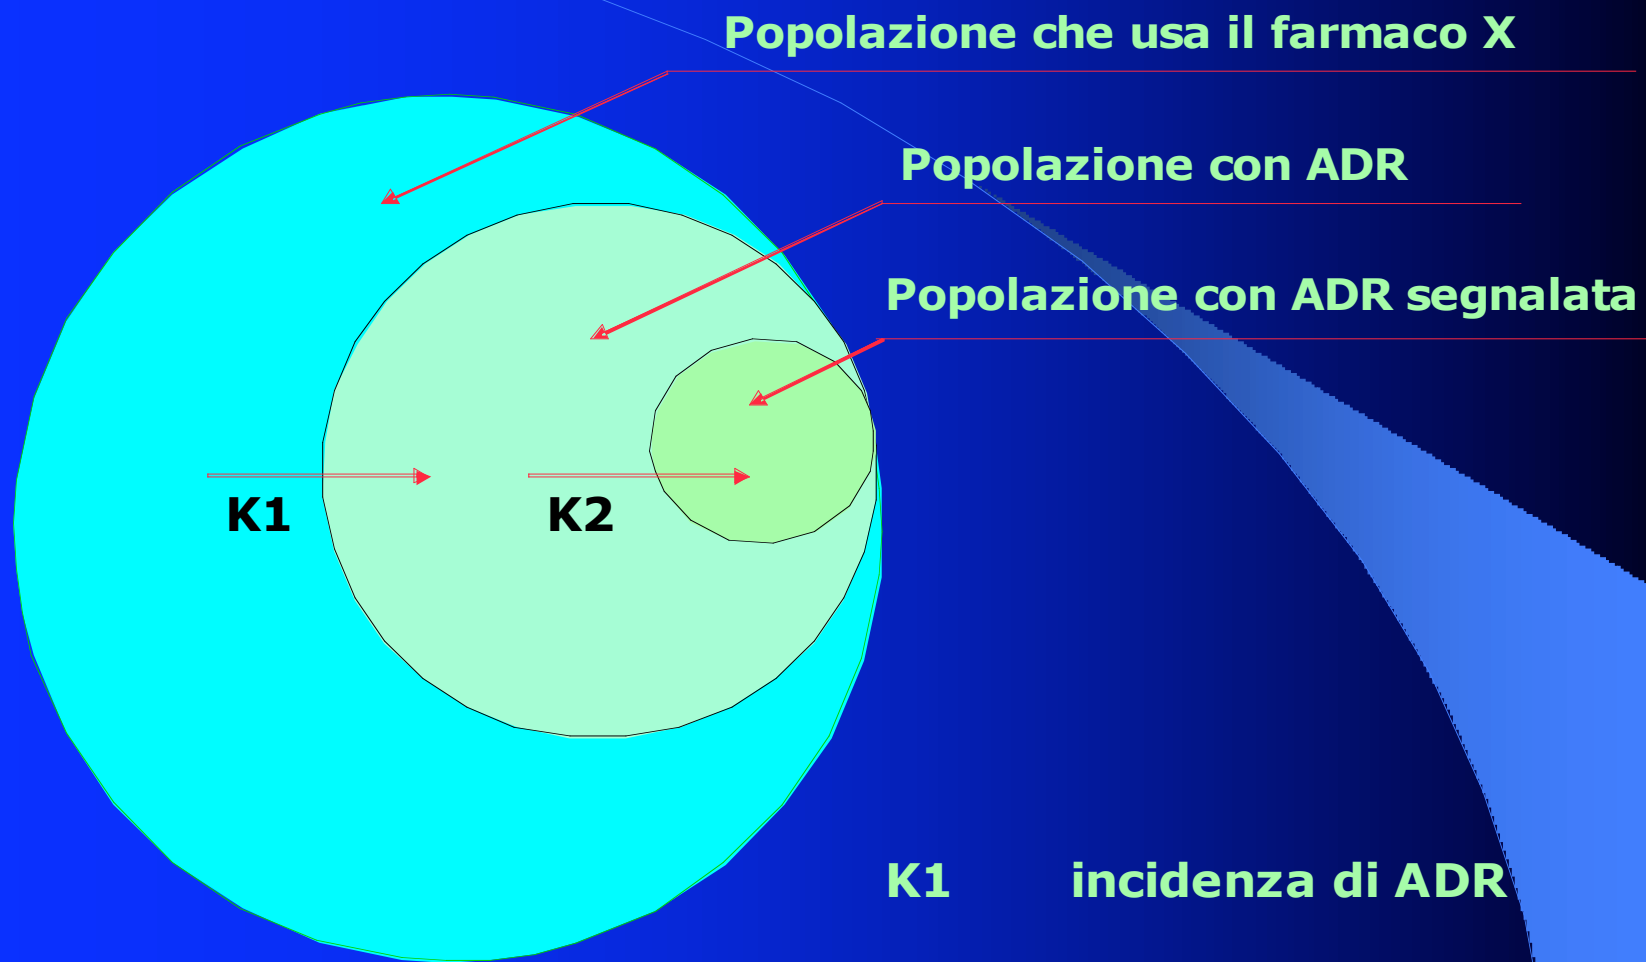 Popolazione che usa il farmaco X
Popolazione con ADR
Popolazione con ADR segnalata
K1
K2
K1 incidenza di ADR